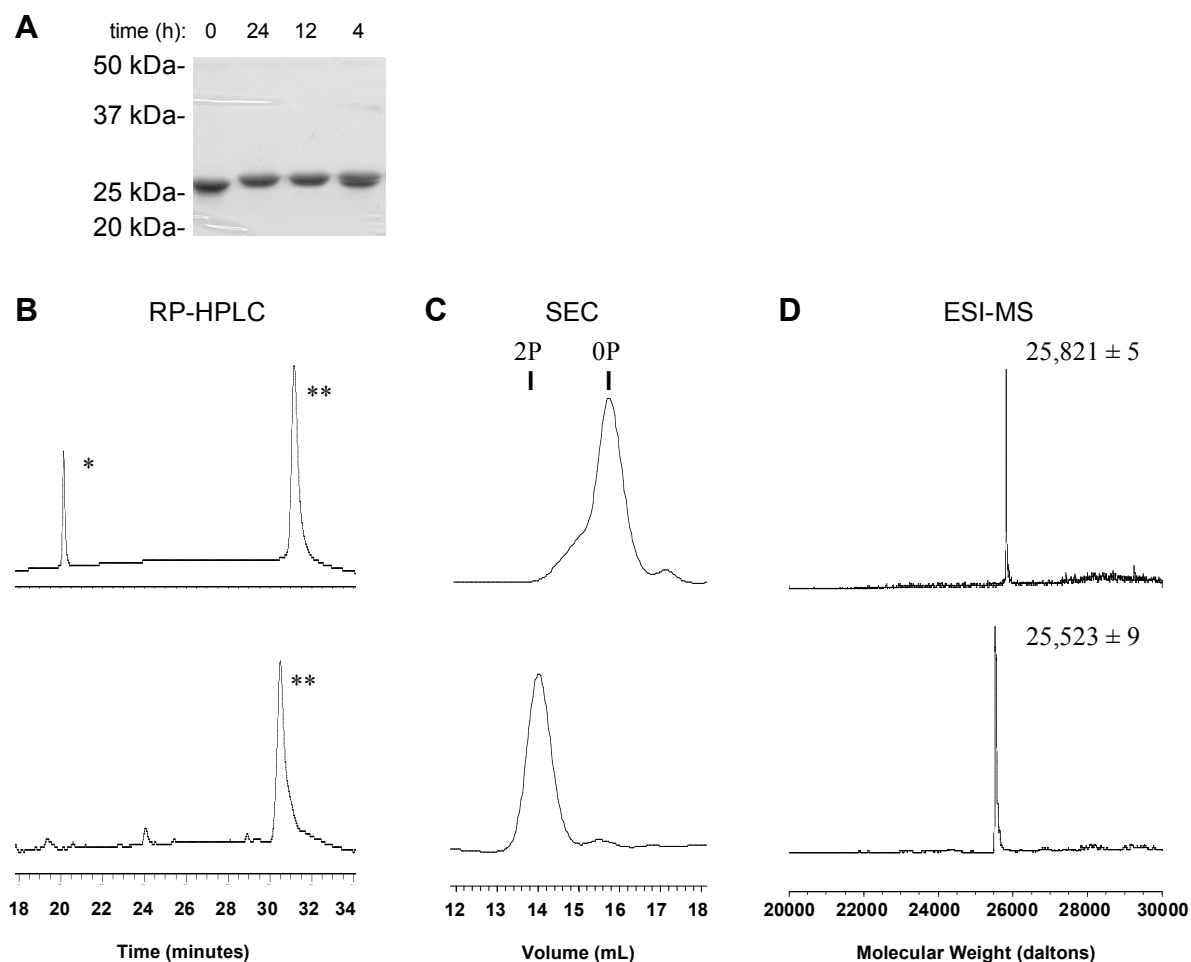 A
time (h): 0 24 12 4
50 kDa-
37 kDa-
25 kDa-
20 kDa-
B RP-HPLC
C SEC
D ESI-MS
2P 0P
25,821 ± 5
**
*
25,523 ± 9
**
18 20 22 24 26 28 30 32 34
12 13 14 15 16 17 18
20000 22000 24000 26000 28000 30000
Time (minutes)
Volume (mL)
Molecular Weight (daltons)